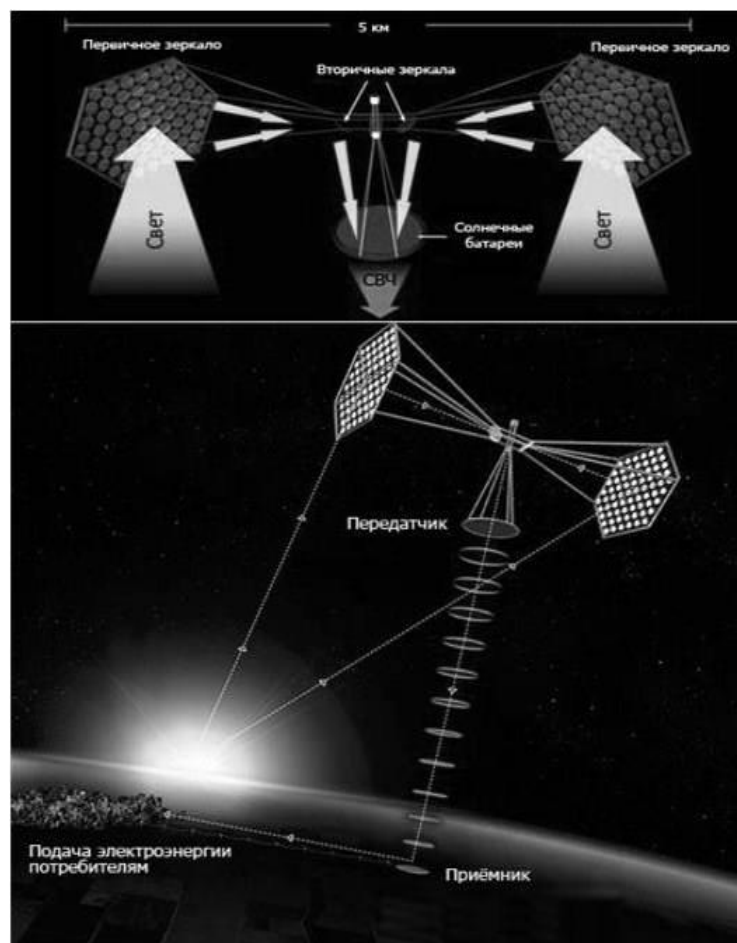 5 км
Первичное зеркало
Первичное зеркало
Вторичные зеркала
Свет
Солнечные
батареи
Свет
СВЧ
Передатчик
Подача электроэнергии
потребителям
Приёмник